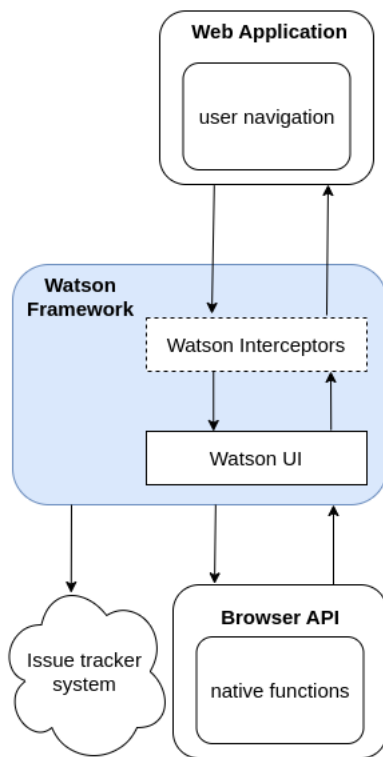 Web Application
user navigation
Watson
Framework
Watson Interceptors
Watson UI
Issue tracker
system
Browser API
native functions